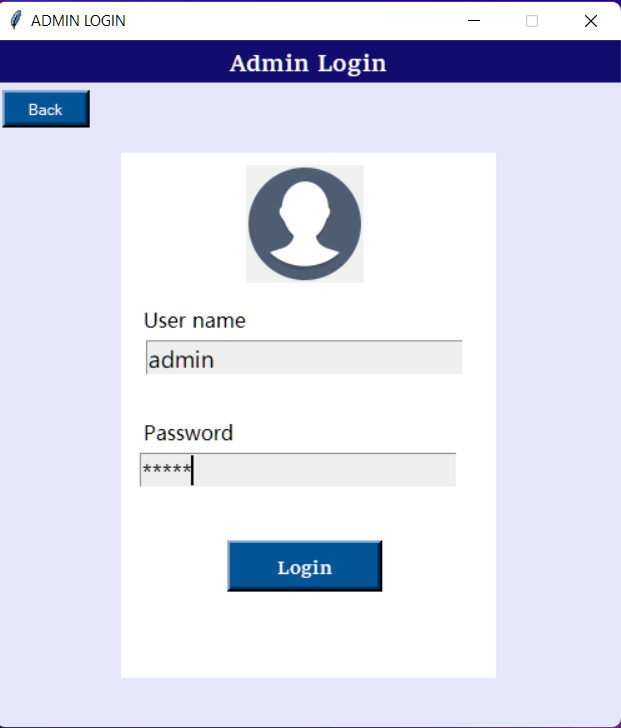 ADMIN LOGIN
Admin Login
Back
User name
admin
Password
*****
Login